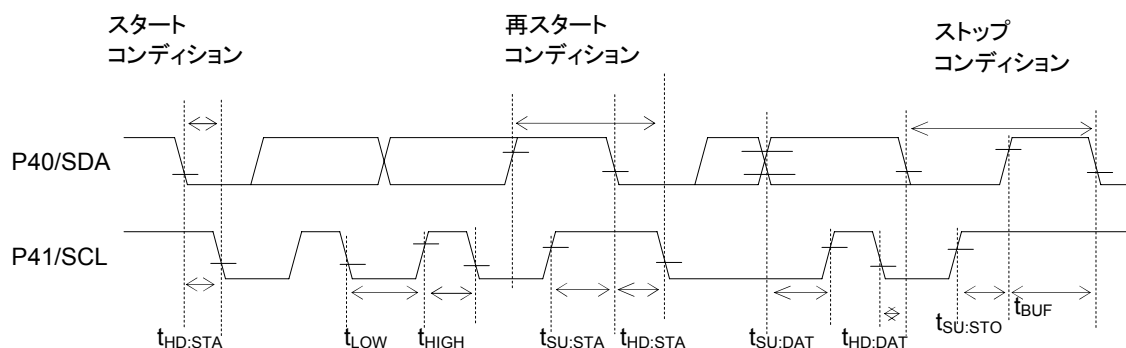 スタート
コンディション
再スタート
コンディション
ストップ
コンディション
P40/SDA
P41/SCL
tHD:STA
tLOW
tHIGH
tSU:STA
tHD:STA
tSU:DAT
tHD:DAT
tSU:STO
tBUF